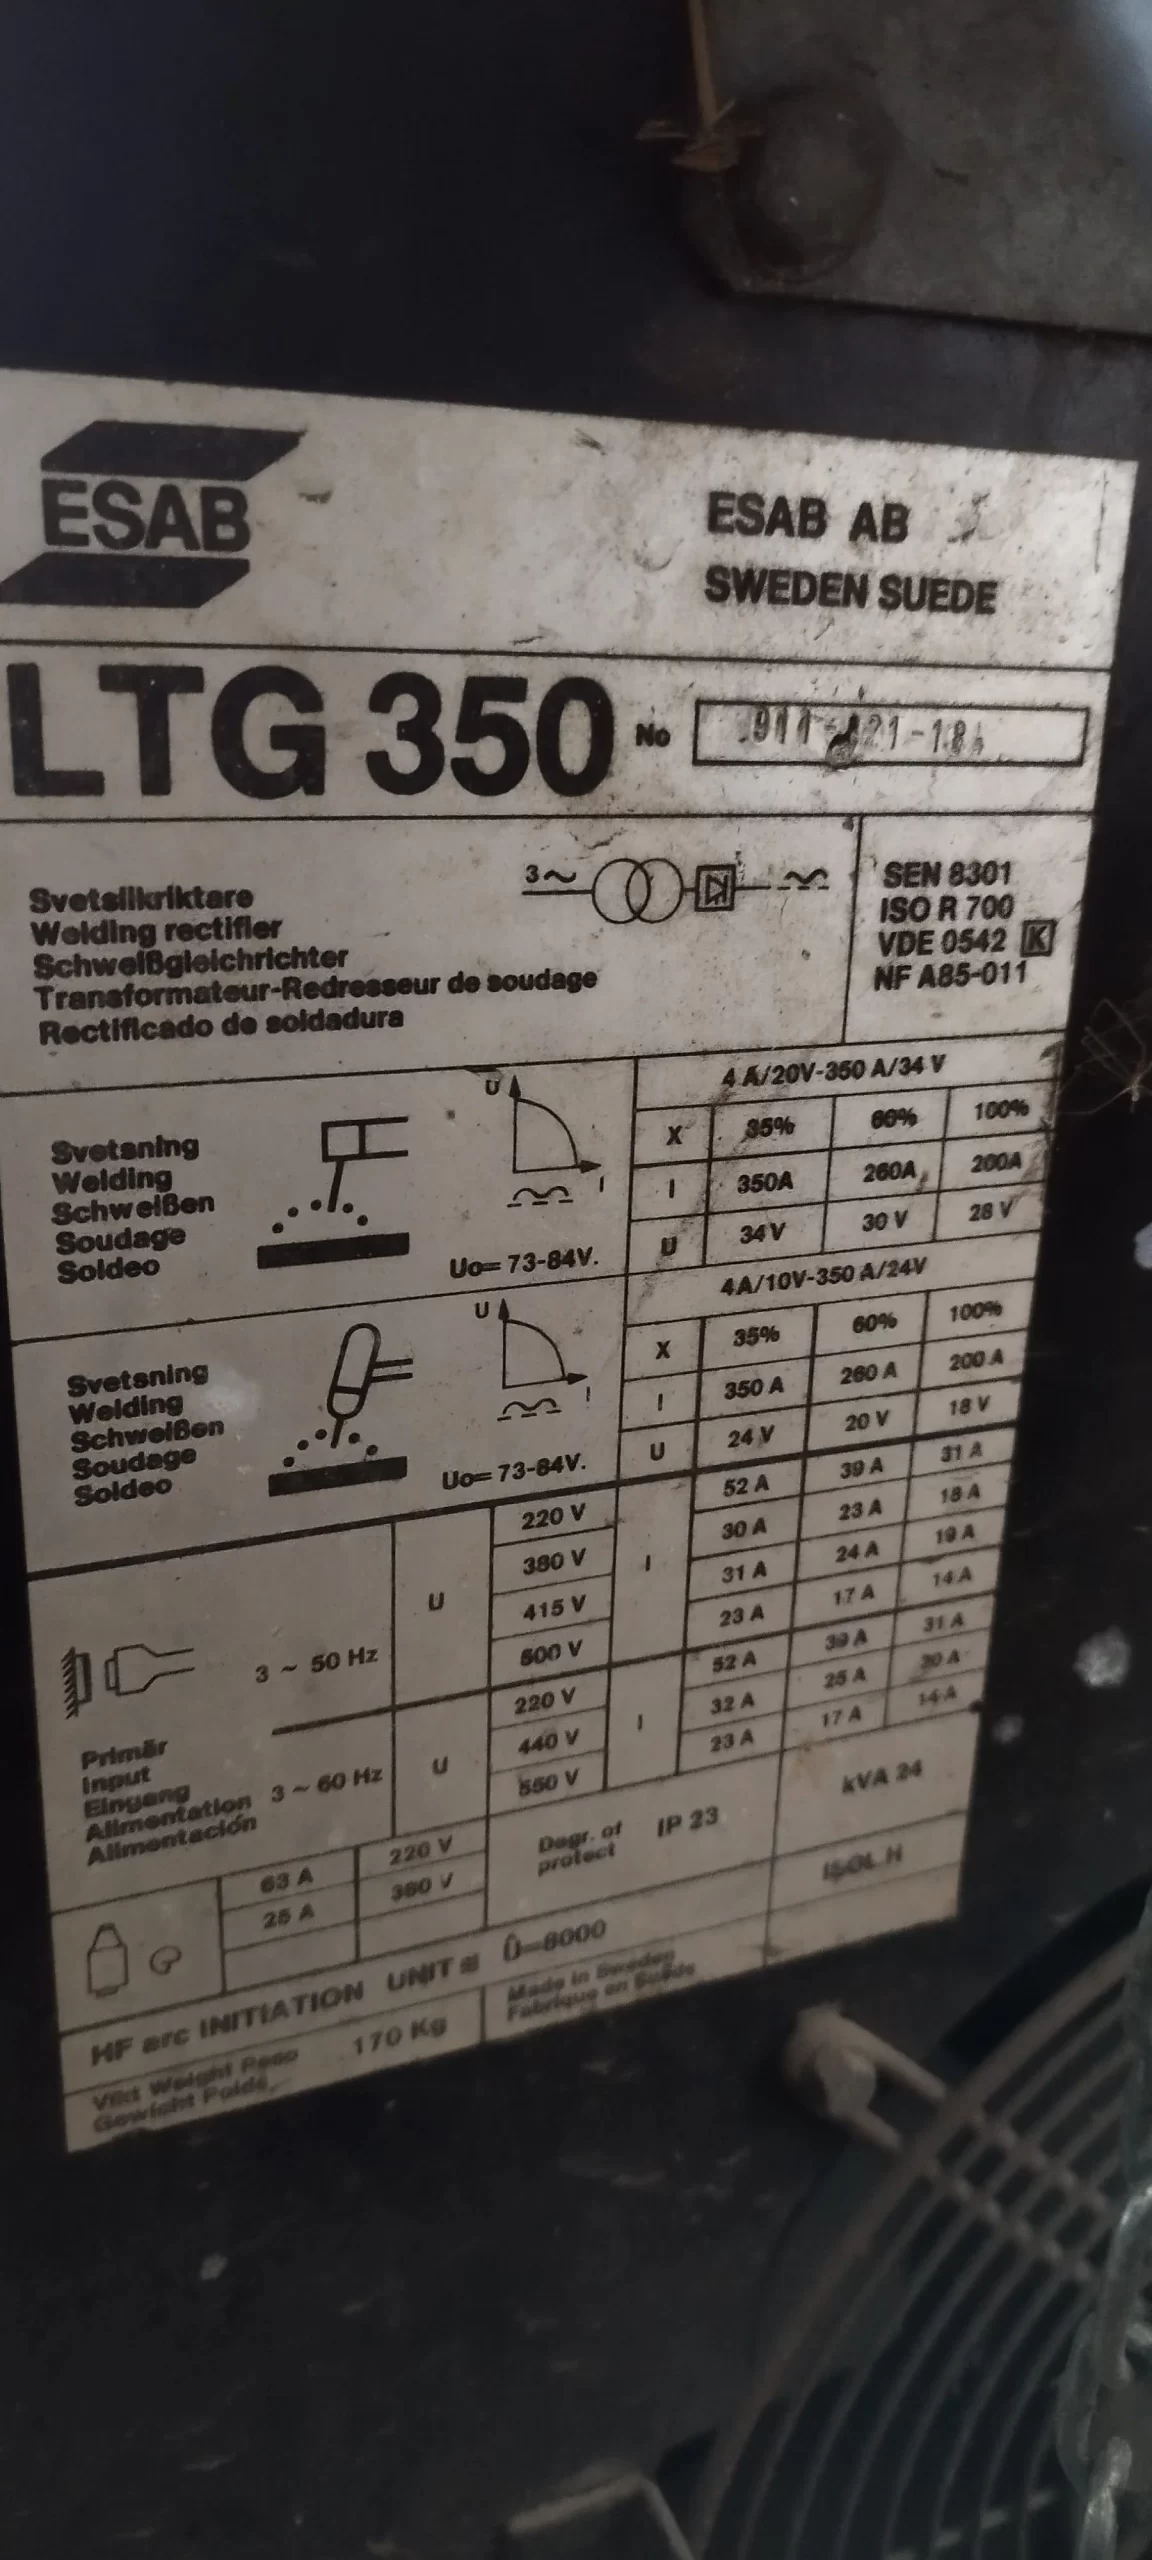 ESAB
ESAB AB
SWEDEN SUEDE
LTG 350 No
3~
Svetslikriktare
Welding rectifier
Schweißgleichrichter
Transformateur-Redresseur de soudage
Rectificado de soldadura
SEN 8301
ISO R 700
VDE 0542 K
NF A85-011
Svetsning
Welding
Schweißen
Soudage
Soldeo
U
I
Uo= 73-84V.
4 A/20V-350 A/34 V
X 35% 60% 100%
I 350A 260A 200A
U 34V 30 V 28 V
Svetsning
Welding
Schweißen
Soudage
Soldeo
U
I
Uo= 73-84V.
4A/10V-350 A/24V
X 35% 60% 100%
I 350 A 260 A 200 A
U 24 V 20 V 18 V
3 ~ 50 Hz
U
I
220 V 52 A 39 A 31 A
380 V 30 A 23 A 18 A
415 V 31 A 24 A 19 A
500 V 23 A 17 A 14 A
Primär
Input
Eingang
Alimentation
Alimentación
3 ~ 60 Hz
U
I
220 V 52 A 39 A 31 A
440 V 32 A 25 A 20 A
550 V 23 A 17 A 14 A
63 A 220 V
25 A 380 V
Degr. of
protect
IP 23
kVA 24
ISOL H
HF arc INITIATION UNIT
170 Kg
Made in Sweden
Fabriqué en Suède